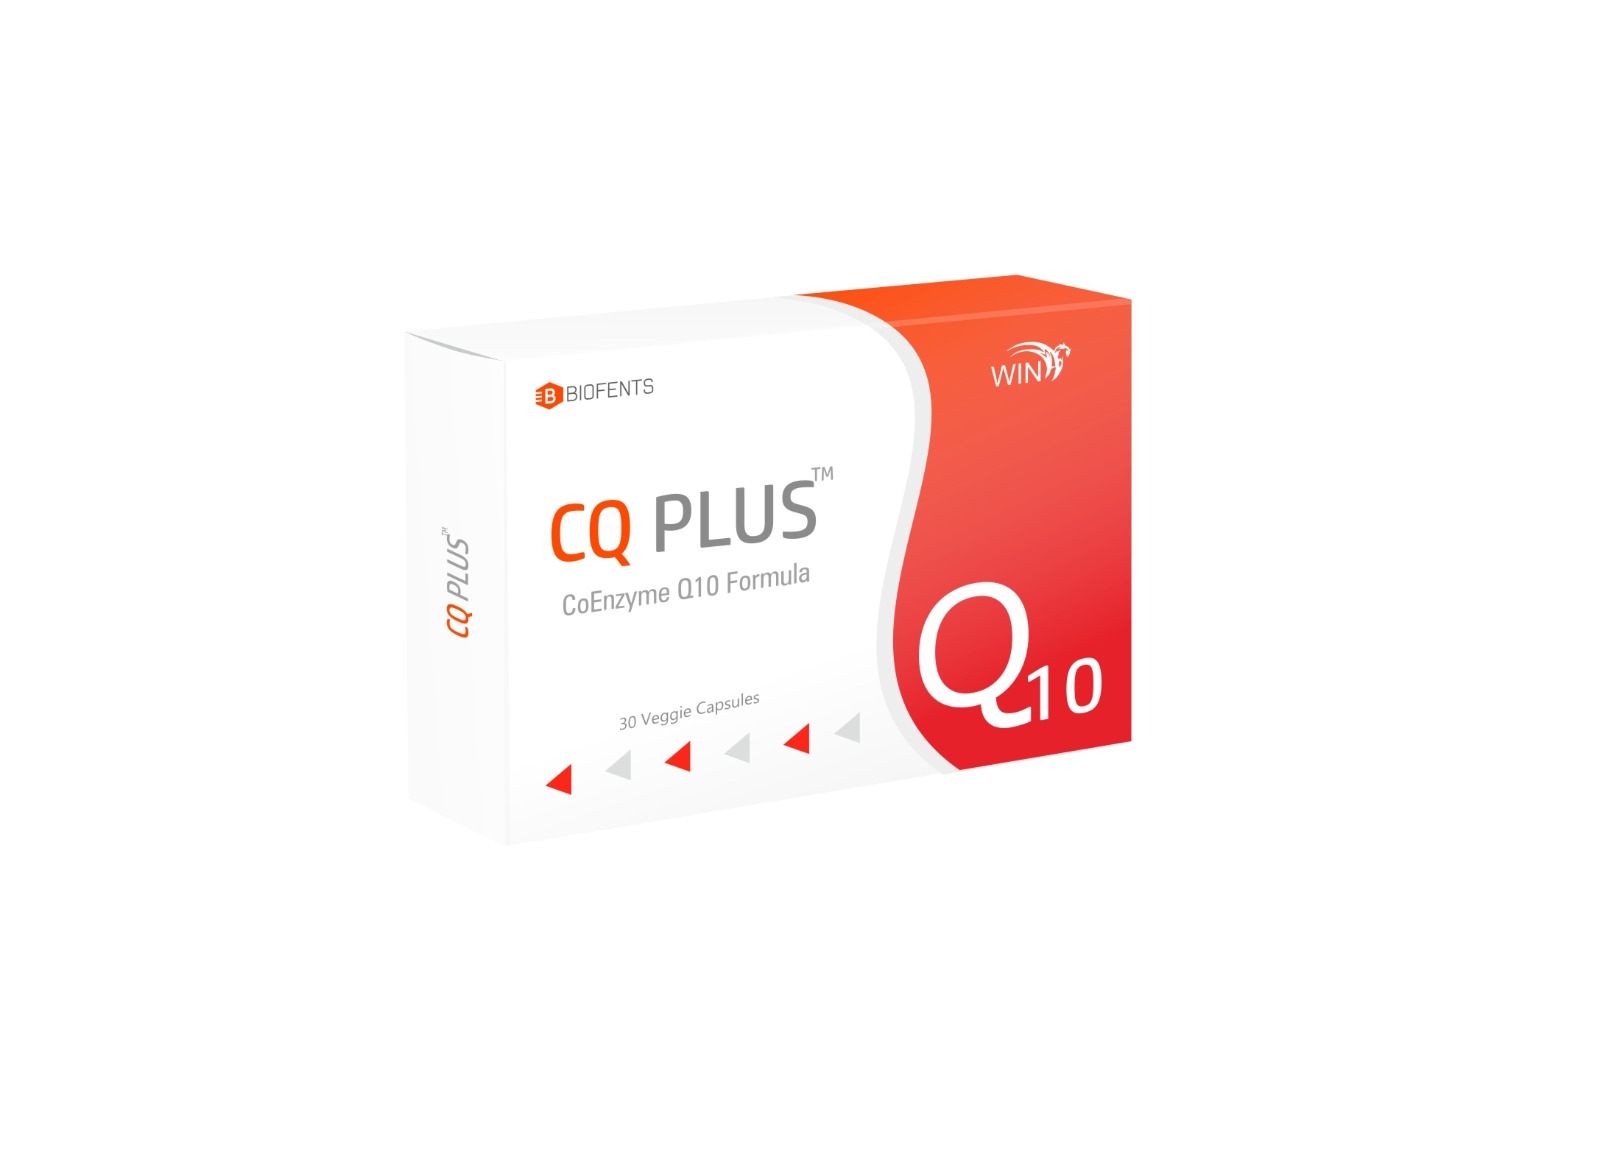 BIOFENTS
WIN
CQ PLUS™
CoEnzyme Q10 Formula
30 Veggie Capsules
Q10
CQ PLUS™